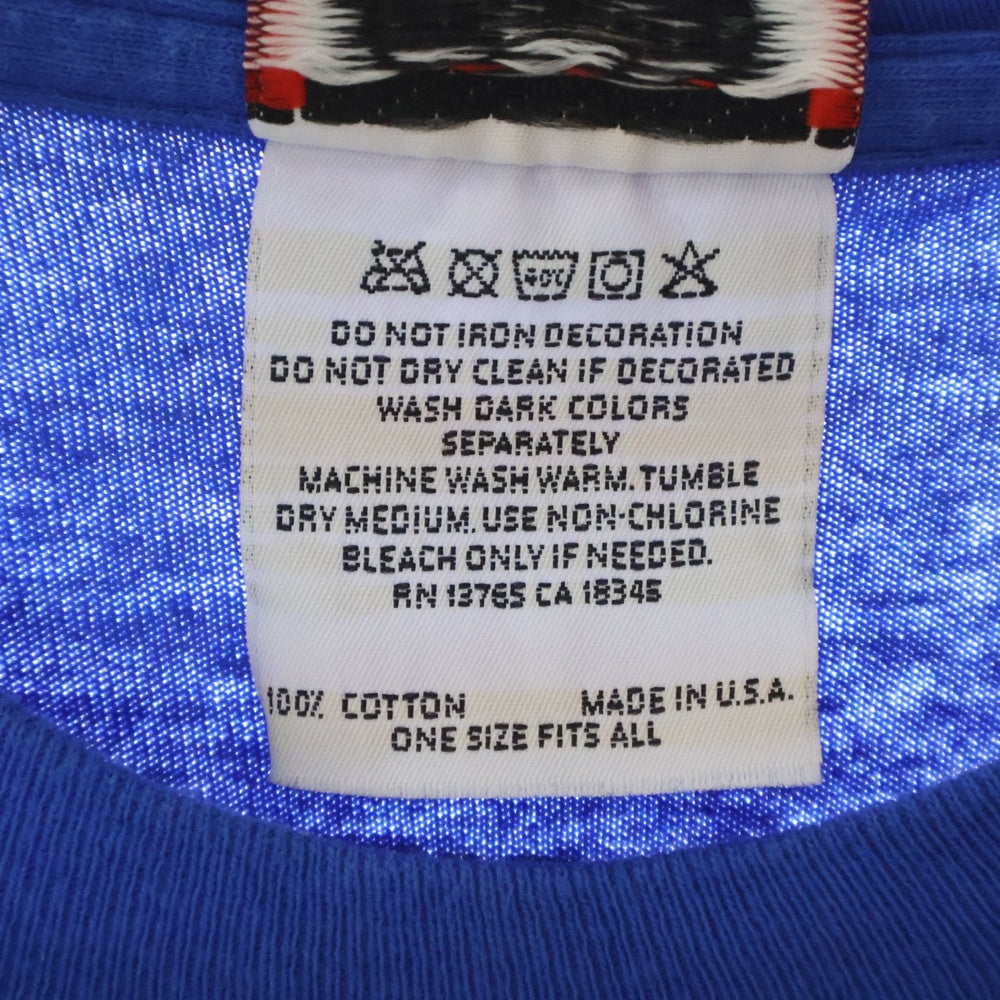 40°C
DO NOT IRON DECORATION
DO NOT DRY CLEAN IF DECORATED
WASH DARK COLORS
SEPARATELY
MACHINE WASH WARM. TUMBLE
DRY MEDIUM. USE NON-CHLORINE
BLEACH ONLY IF NEEDED.
RN 13765 CA 18345
100% COTTON MADE IN U.S.A.
ONE SIZE FITS ALL